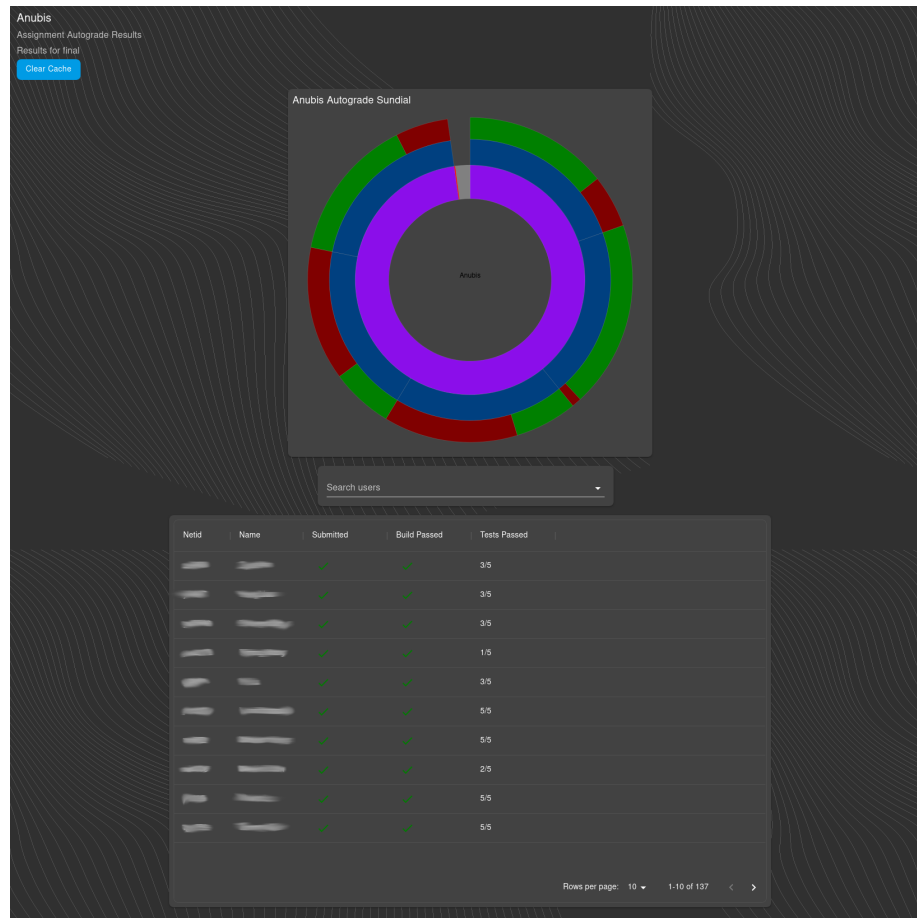 Anubis
Assignment Autograde Results
Results for final
Clear Cache
Anubis Autograde Sundial
Anubis
Search users
Netid Name Submitted Build Passed Tests Passed
3/5
3/5
3/5
1/5
3/5
5/5
5/5
2/5
5/5
5/5
Rows per page: 10 1-10 of 137